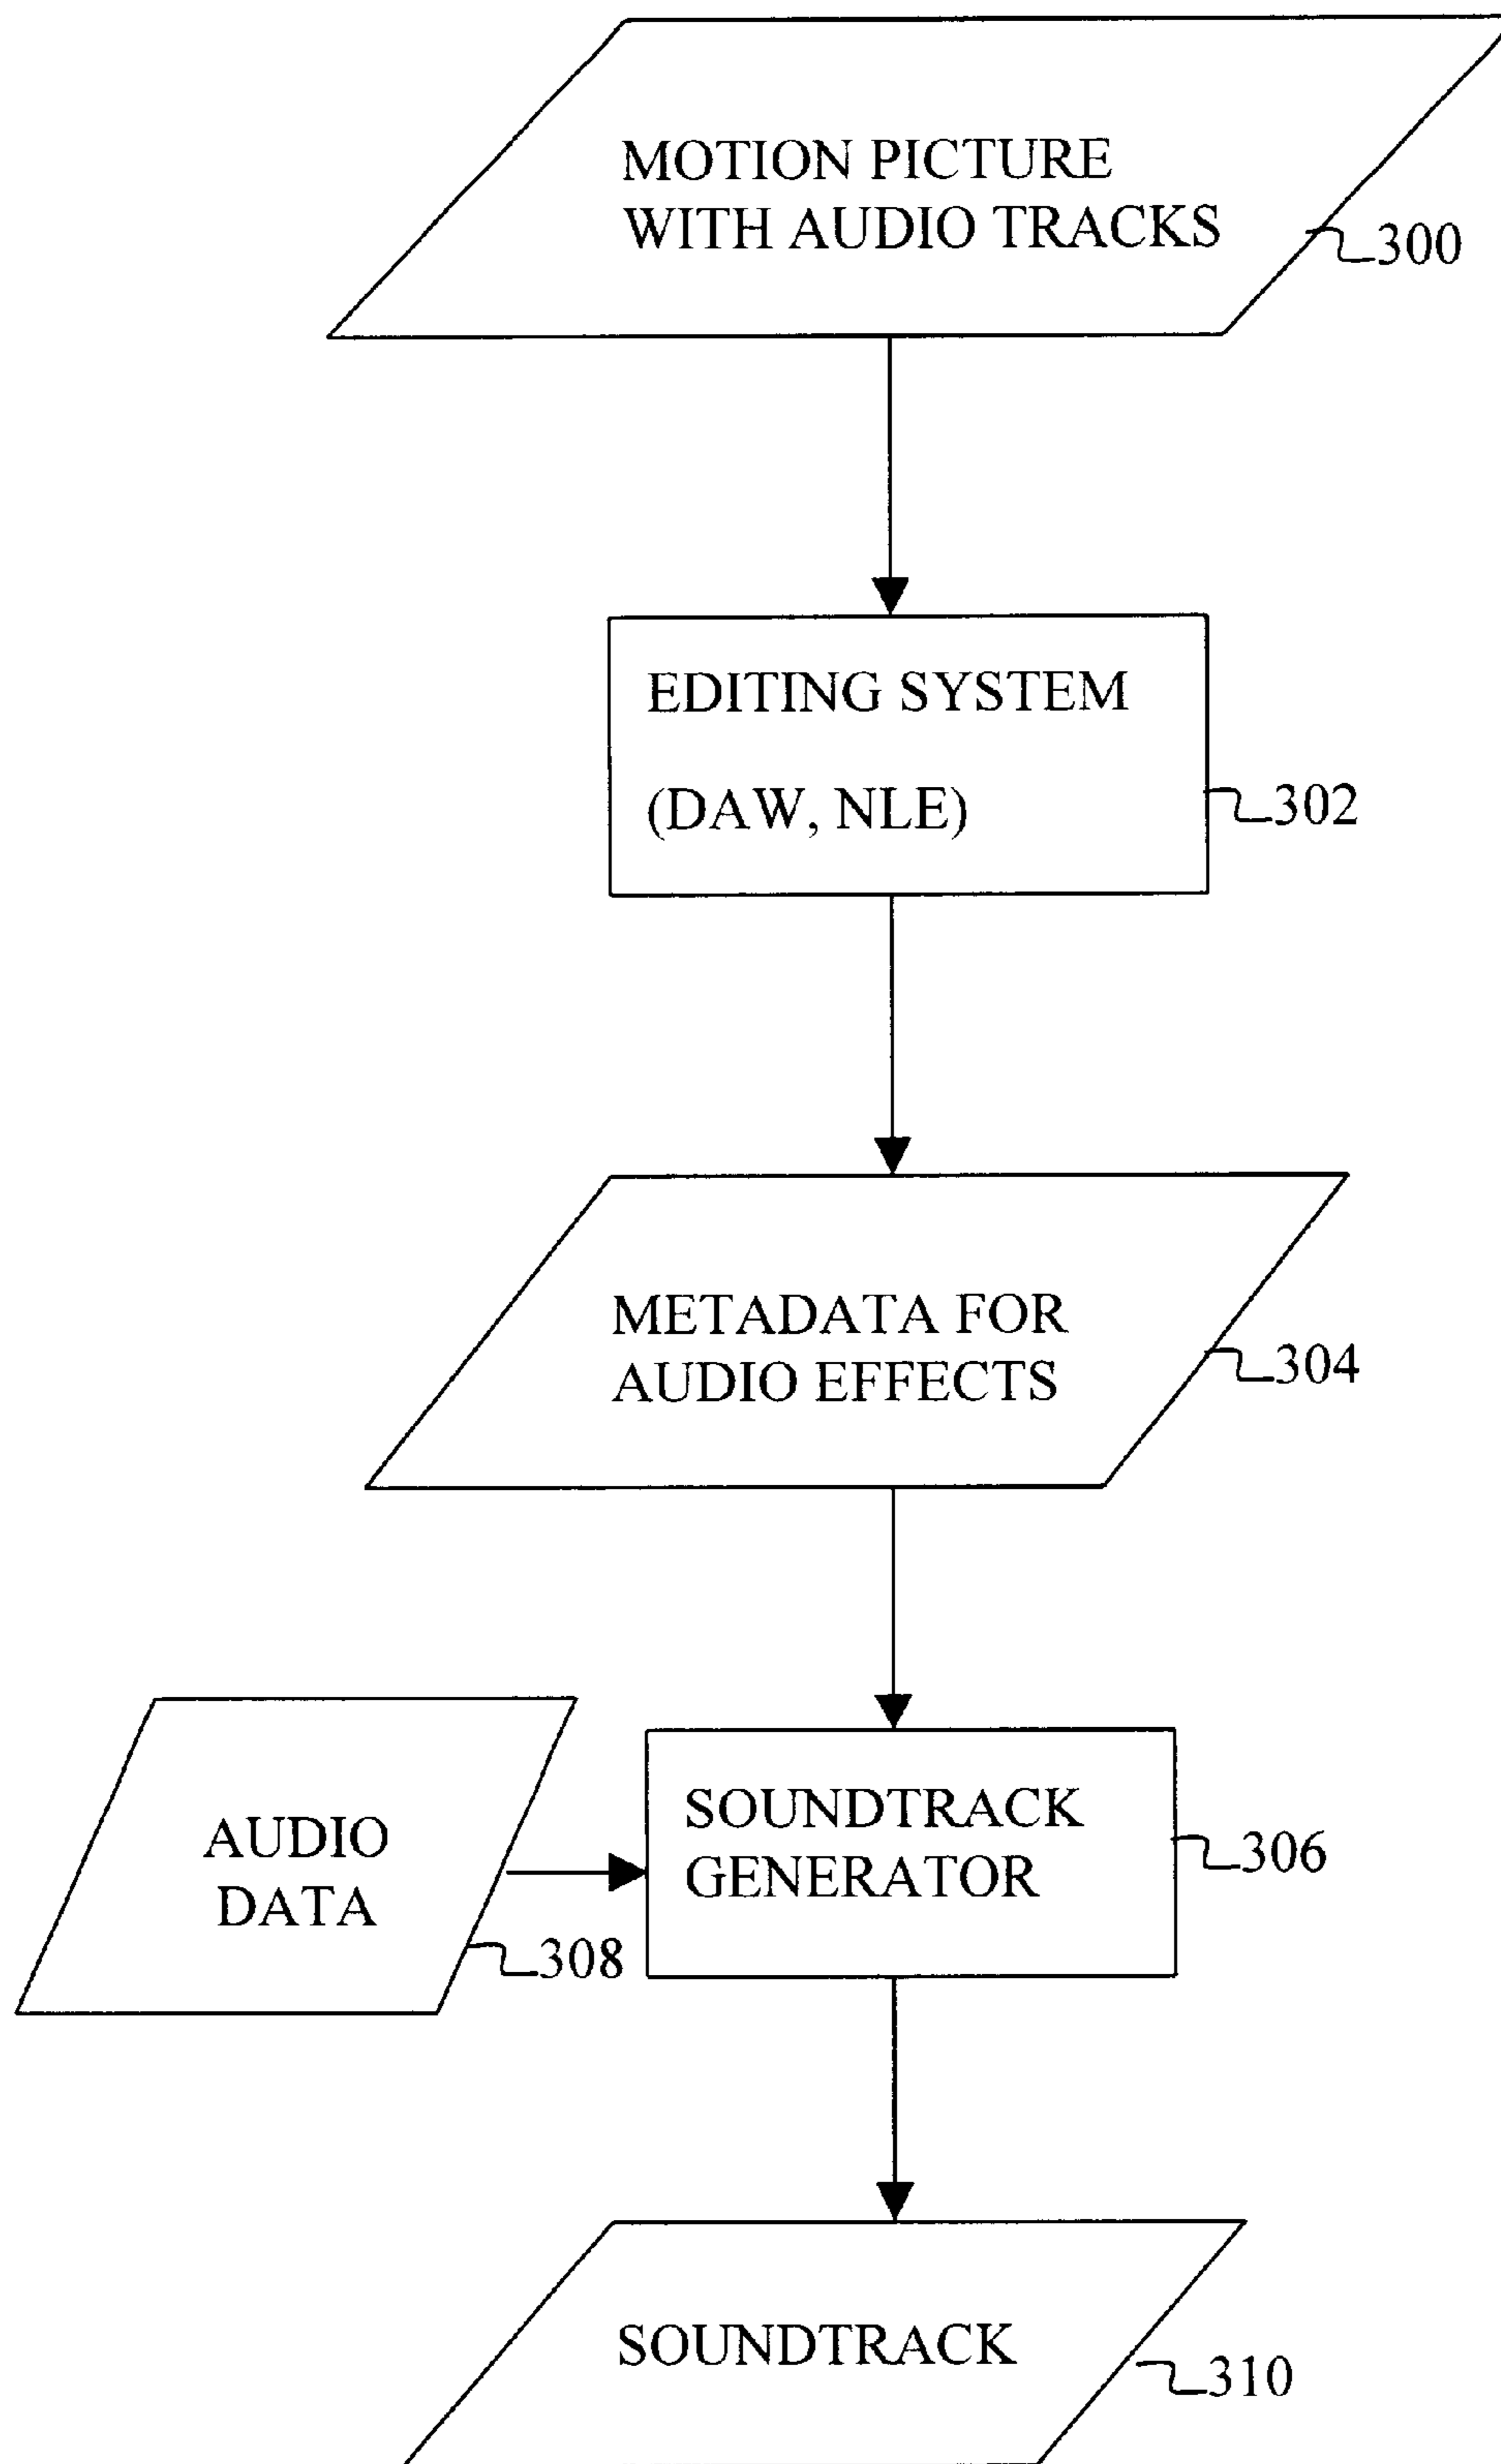 MOTION PICTURE
WITH AUDIO TRACKS
300
EDITING SYSTEM
(DAW, NLE)
302
METADATA FOR
AUDIO EFFECTS
304
SOUNDTRACK
GENERATOR
306
AUDIO
DATA
308
SOUNDTRACK
310